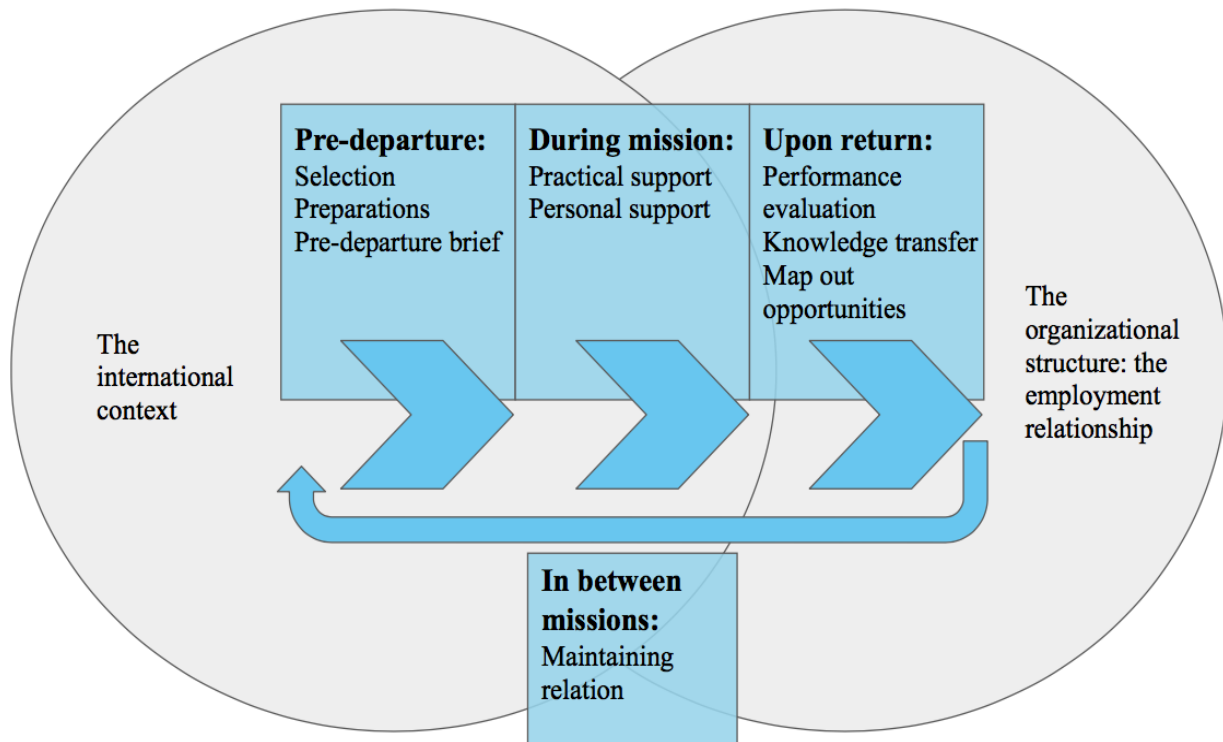 Pre-departure:
Selection
Preparations
Pre-departure brief
During mission:
Practical support
Personal support
Upon return:
Performance
evaluation
Knowledge transfer
Map out
opportunities
The
international
context
The
organizational
structure: the
employment
relationship
In between
missions:
Maintaining
relation